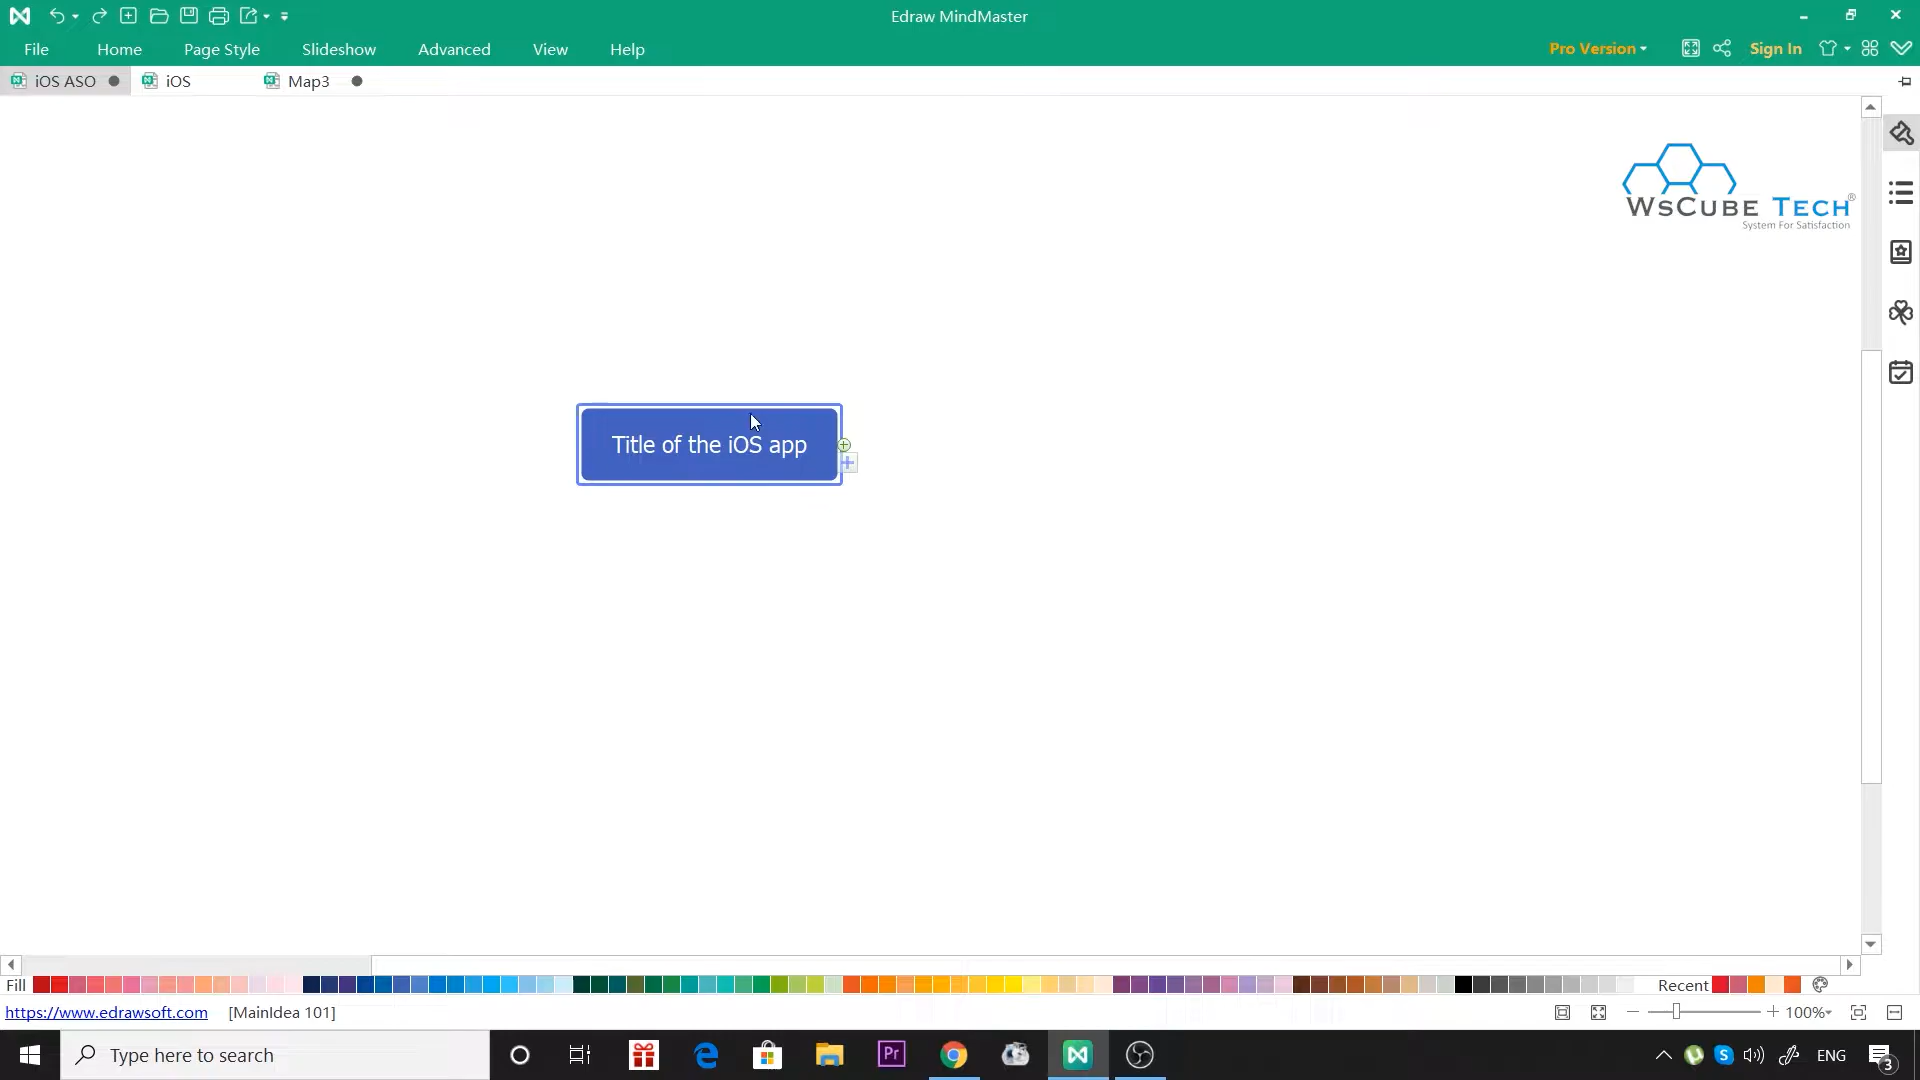 Edraw MindMaster
File Home Page Style Slideshow Advanced View Help Pro Version Sign In
iOS ASO iOS Map3
WSCUBE TECH®
System For Satisfaction
Title of the iOS app
Fill Recent
https://www.edrawsoft.com [MainIdea 101] 100%
Type here to search Pr S ENG 3